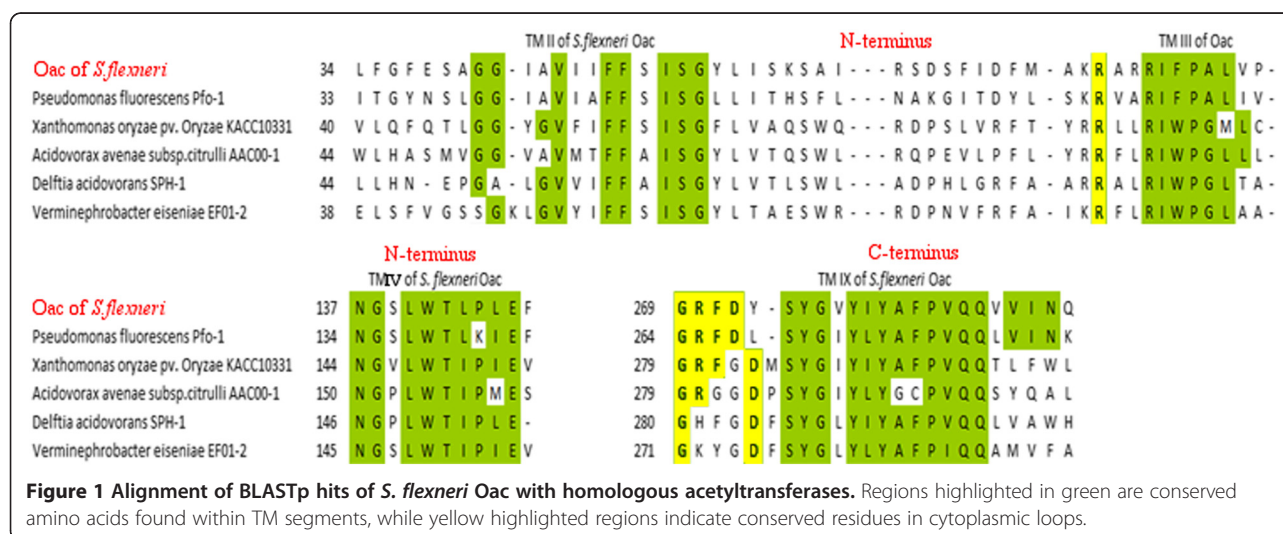 TM II of S.flexneri Oac N-terminus TM III of Oac
Oac of S.flexneri 34 L F G F E S A G G - I A V I I F F S I S G Y L I S K S A I - - - R S D S F I D F M - A K R A R R I F P A L V P -
Pseudomonas fluorescens Pfo-1 33 I T G Y N S L G G - I A V I A F F S I S G L L I T H S F L - - - N A K G I T D Y L - S K R V A R I F P A L I V -
Xanthomonas oryzae pv. Oryzae KACC10331 40 V L Q F Q T L G G - Y G V F I F F S I S G F L V A Q S W Q - - - R D P S L V R F T - Y R R L L R I W P G M L C -
Acidovorax avenae subsp.citrulli AAC00-1 44 W L H A S M V G G - V A V M T F F A I S G Y L V T Q S W L - - - R Q P E V L P F L - Y R R F L R I W P G L L L -
Delftia acidovorans SPH-1 44 L L H N - E P G A - L G V V I F F A I S G Y L V T L S W L - - - A D P H L G R F A - A R R A L R I W P G L T A -
Verminephrobacter eiseniae EF01-2 38 E L S F V G S S G K L G V Y I F F S I S G Y L T A E S W R - - - R D P N V F R F A - I K R F L R I W P G L A A -
N-terminus C-terminus
TM IV of S.flexneri Oac TM IX of S.flexneri Oac
Oac of S.flexneri 137 N G S L W T L P L E F 269 G R F D Y - S Y G V Y I Y A F P V Q Q V V I N Q
Pseudomonas fluorescens Pfo-1 134 N G S L W T L K I E F 264 G R F D L - S Y G I Y L Y A F P V Q Q L V I N K
Xanthomonas oryzae pv. Oryzae KACC10331 144 N G V L W T I P I E V 279 G R F G D M S Y G I Y I Y A F P V Q Q T L F W L
Acidovorax avenae subsp.citrulli AAC00-1 150 N G P L W T I P M E S 279 G R G G D P S Y G I Y L Y G C P V Q Q S Y Q A L
Delftia acidovorans SPH-1 146 N G P L W T I P L E - 280 G H F G D F S Y G L Y L Y A F P V Q Q L V A W H
Verminephrobacter eiseniae EF01-2 145 N G S L W T I P I E V 271 G K Y G D F S Y G L Y L Y A F P I Q Q A M V F A
Figure 1 Alignment of BLASTp hits of S. flexneri Oac with homologous acetyltransferases. Regions highlighted in green are conserved
amino acids found within TM segments, while yellow highlighted regions indicate conserved residues in cytoplasmic loops.